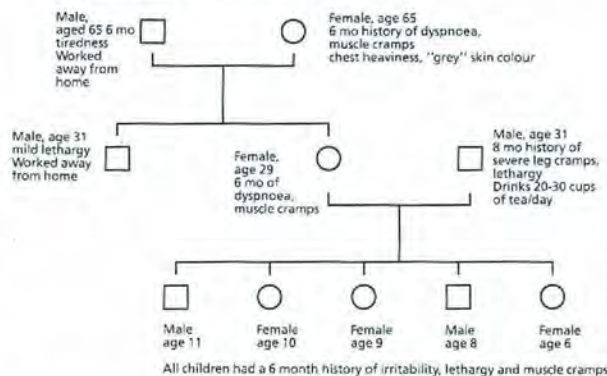 Male,
aged 65 6 mo
tiredness
Worked
away from
home
Female, age 65
6 mo history of dyspnoea,
muscle cramps
chest heaviness, "grey" skin colour
Male, age 31
mild lethargy
Worked away
from home
Female,
age 29
6 mo of
dyspnoea,
muscle cramps
Male, age 31
8 mo history of
severe leg cramps,
lethargy
Drinks 20-30 cups
of tea/day
Male
age 11
Female
age 10
Female
age 9
Male
age 8
Female
age 6
All children had a 6 month history of irritability, lethargy and muscle cramps